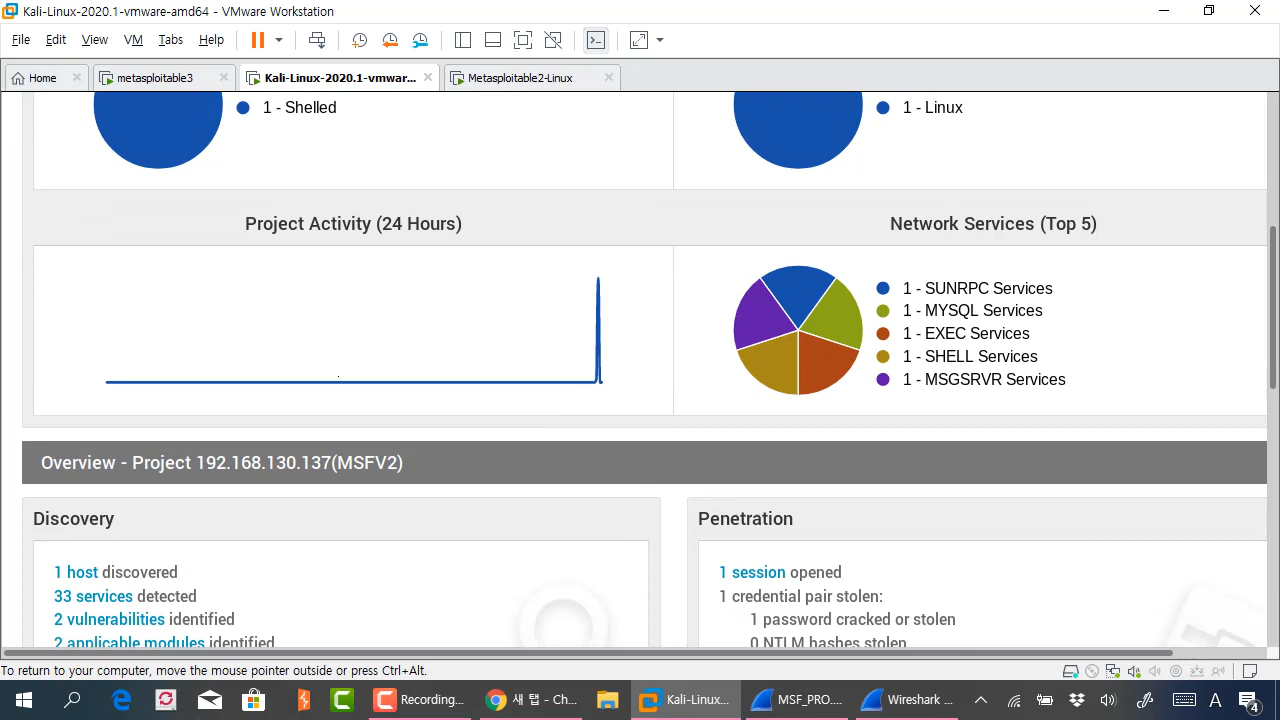 Kali-Linux-2020.1-vmware-amd64 - VMware Workstation
File Edit View VM Tabs Help
Home metasploitable3 Kali-Linux-2020.1-vmwar... Metasploitable2-Linux
1 - Shelled
1 - Linux
Project Activity (24 Hours)
Network Services (Top 5)
1 - SUNRPC Services
1 - MYSQL Services
1 - EXEC Services
1 - SHELL Services
1 - MSGSRVR Services
Overview - Project 192.168.130.137(MSFV2)
Discovery
1 host discovered
33 services detected
2 vulnerabilities identified
2 applicable modules identified
Penetration
1 session opened
1 credential pair stolen:
1 password cracked or stolen
0 NTLM hashes stolen
To return to your computer, move the mouse pointer outside or press Ctrl+Alt.
Recording... 새 탭 - Ch... Kali-Linux... MSF_PRO.... Wireshark ... A 4